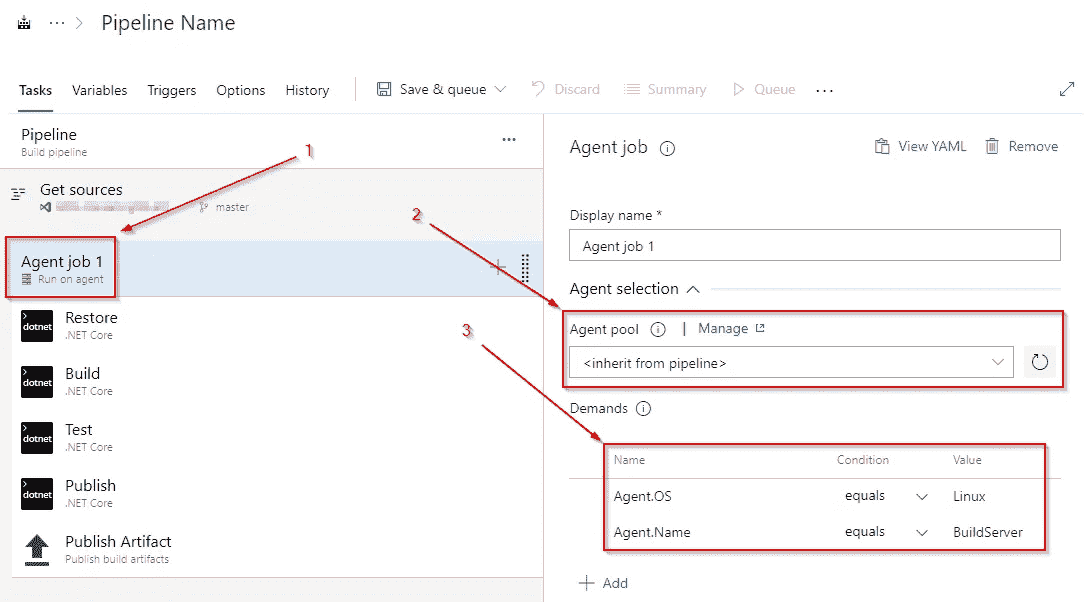 Pipeline Name
Tasks Variables Triggers Options History Save & queue Discard Summary Queue
Pipeline
Build pipeline
1
Get sources
master
Agent job 1
Run on agent
dotnet Restore
.NET Core
dotnet Build
.NET Core
dotnet Test
.NET Core
dotnet Publish
.NET Core
Publish Artifact
Publish build artifacts
Agent job View YAML Remove
Display name *
Agent job 1
2
Agent selection
Agent pool | Manage
<inherit from pipeline>
3
Demands
Name Condition Value
Agent.OS equals Linux
Agent.Name equals BuildServer
Add